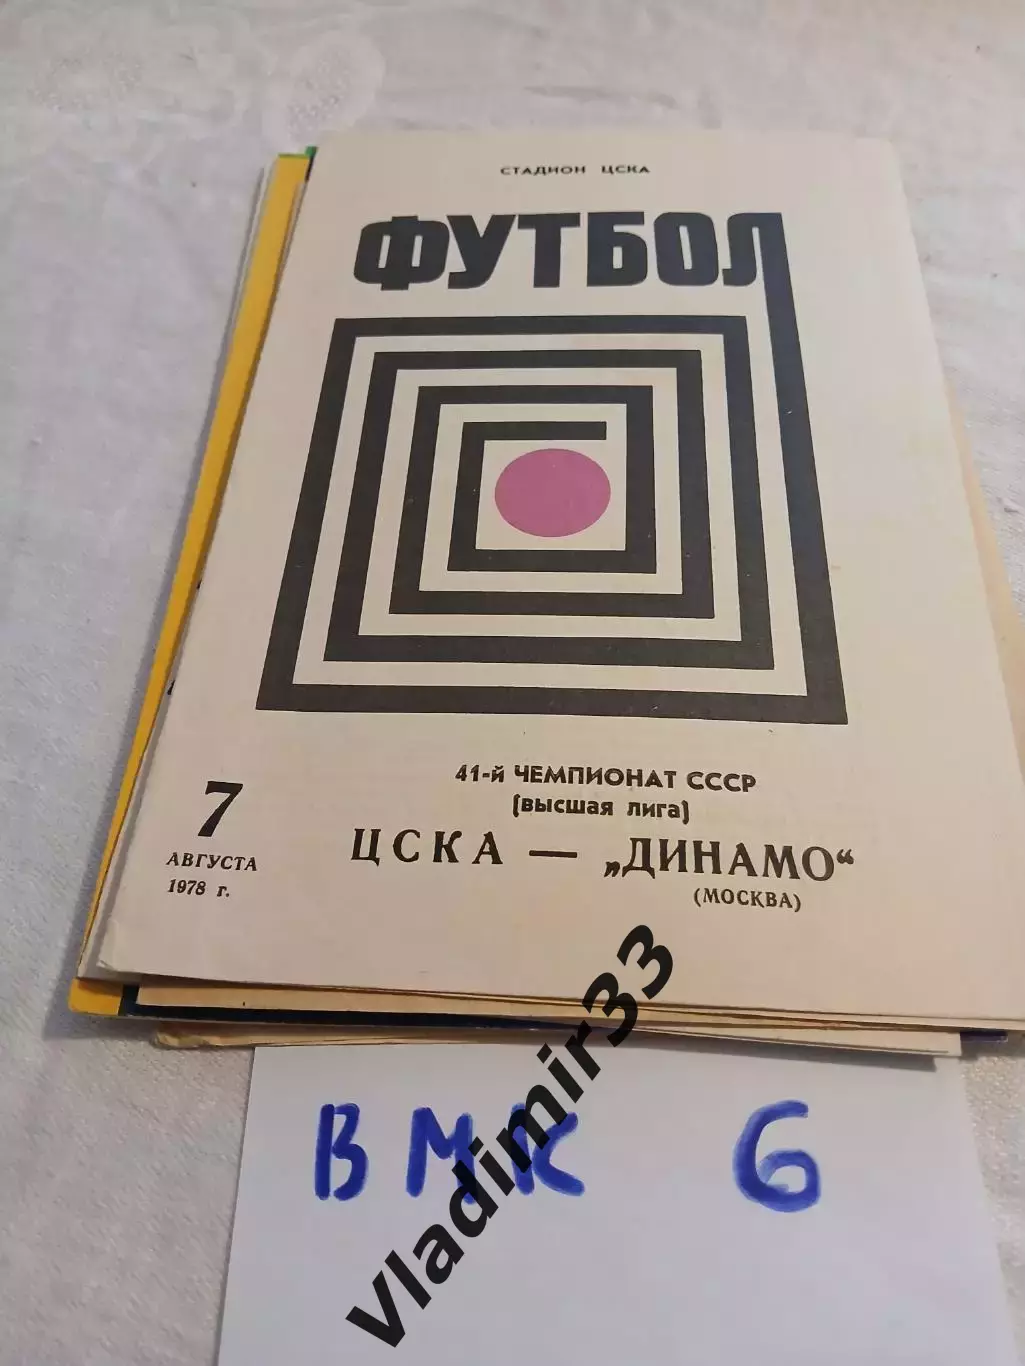 СТАДИОН ЦСКА
ФУТБОЛ
41-й ЧЕМПИОНАТ СССР
(высшая лига)
7
АВГУСТА
1978 г.
ЦСКА — „ДИНАМО“
(МОСКВА)
Vladimir33
ВМК 6